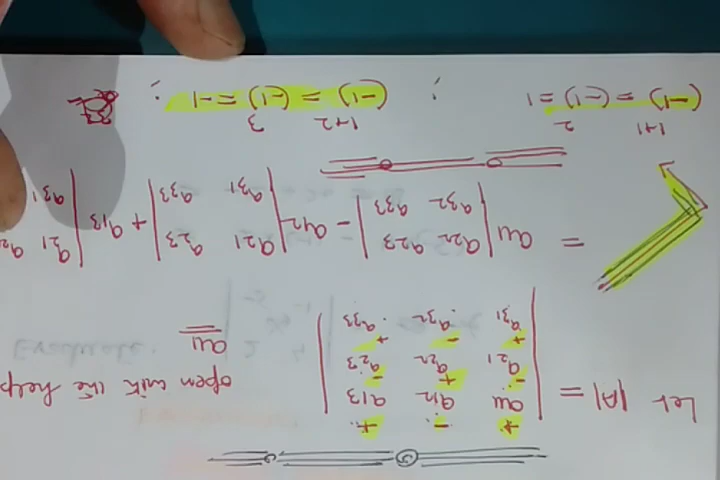 Let |A| = | a11 a12 a13 | open with the help
+ - +
a21 a22 a23
- + -
a31 a32 a33 a11
+ - +
= a11 | a22 a23 | - a12 | a21 a23 | + a13 | a21
a32 a33 a31 a33 a31
(-1)^1+1 = (-1)^2 = 1 ; (-1)^1+2 = (-1)^3 = -1 ;
Evaluate: